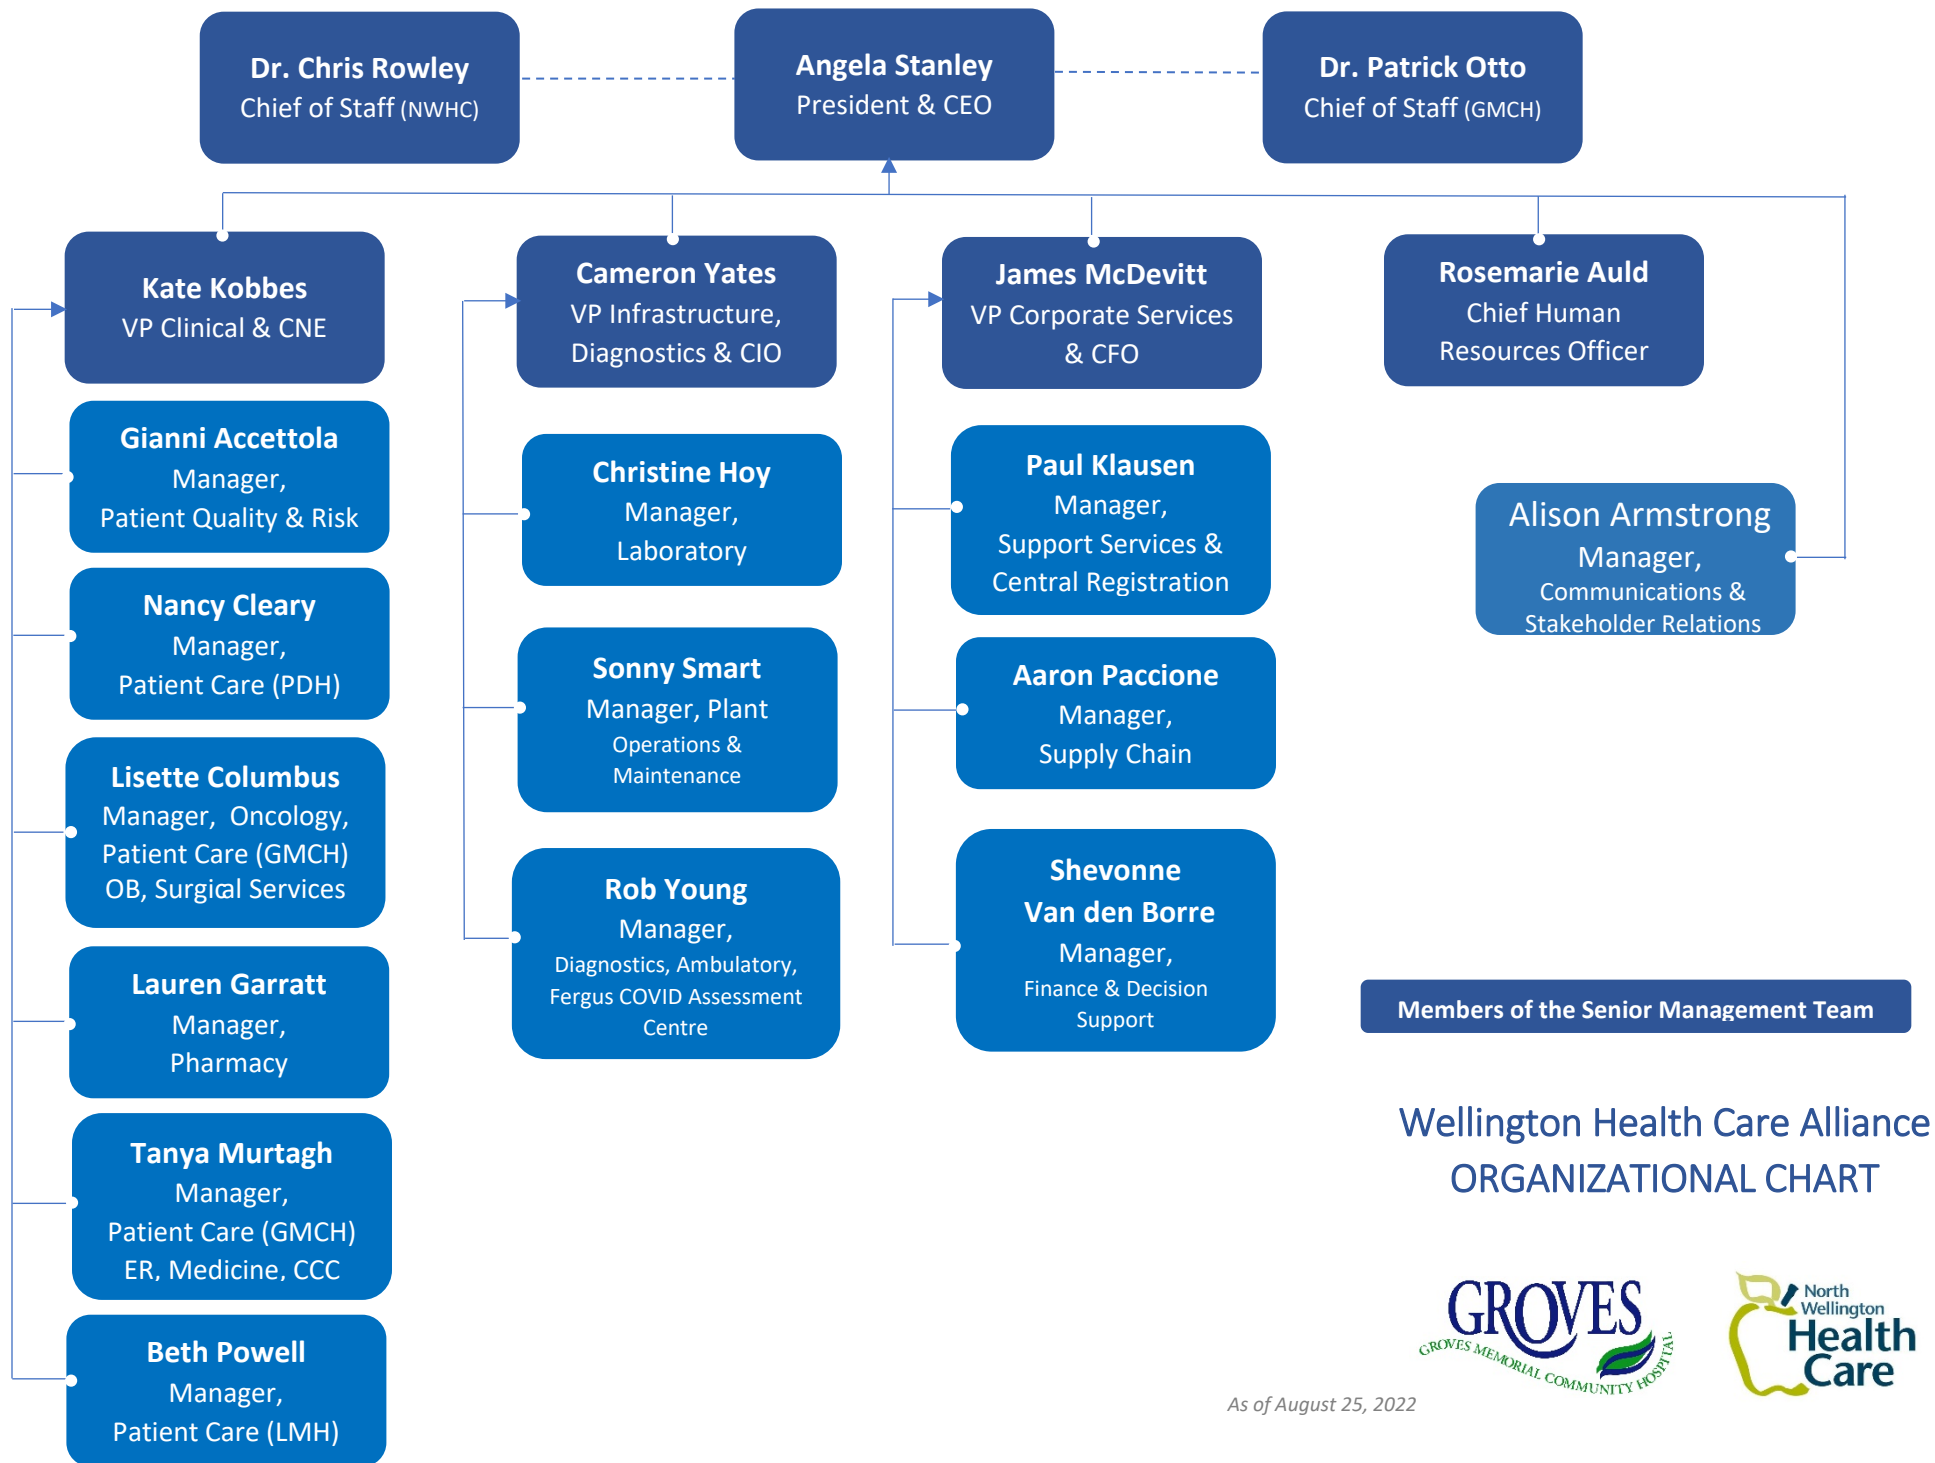 Dr. Chris Rowley
Chief of Staff (NWHC)
Angela Stanley
President & CEO
Dr. Patrick Otto
Chief of Staff (GMCH)
Kate Kobbes
VP Clinical & CNE
Gianni Accettola
Manager,
Patient Quality & Risk
Nancy Cleary
Manager,
Patient Care (PDH)
Lisette Columbus
Manager, Oncology,
Patient Care (GMCH)
OB, Surgical Services
Lauren Garratt
Manager,
Pharmacy
Tanya Murtagh
Manager,
Patient Care (GMCH)
ER, Medicine, CCC
Beth Powell
Manager,
Patient Care (LMH)
Cameron Yates
VP Infrastructure,
Diagnostics & CIO
Christine Hoy
Manager,
Laboratory
Sonny Smart
Manager, Plant
Operations &
Maintenance
Rob Young
Manager,
Diagnostics, Ambulatory,
Fergus COVID Assessment
Centre
James McDevitt
VP Corporate Services
& CFO
Paul Klausen
Manager,
Support Services &
Central Registration
Aaron Paccione
Manager,
Supply Chain
Shevonne
Van den Borre
Manager,
Finance & Decision
Support
Rosemarie Auld
Chief Human
Resources Officer
Alison Armstrong
Manager,
Communications &
Stakeholder Relations
Members of the Senior Management Team
Wellington Health Care Alliance
ORGANIZATIONAL CHART
GROVES
GROVES MEMORIAL COMMUNITY HOSPITAL
North
Wellington
Health
Care
As of August 25, 2022